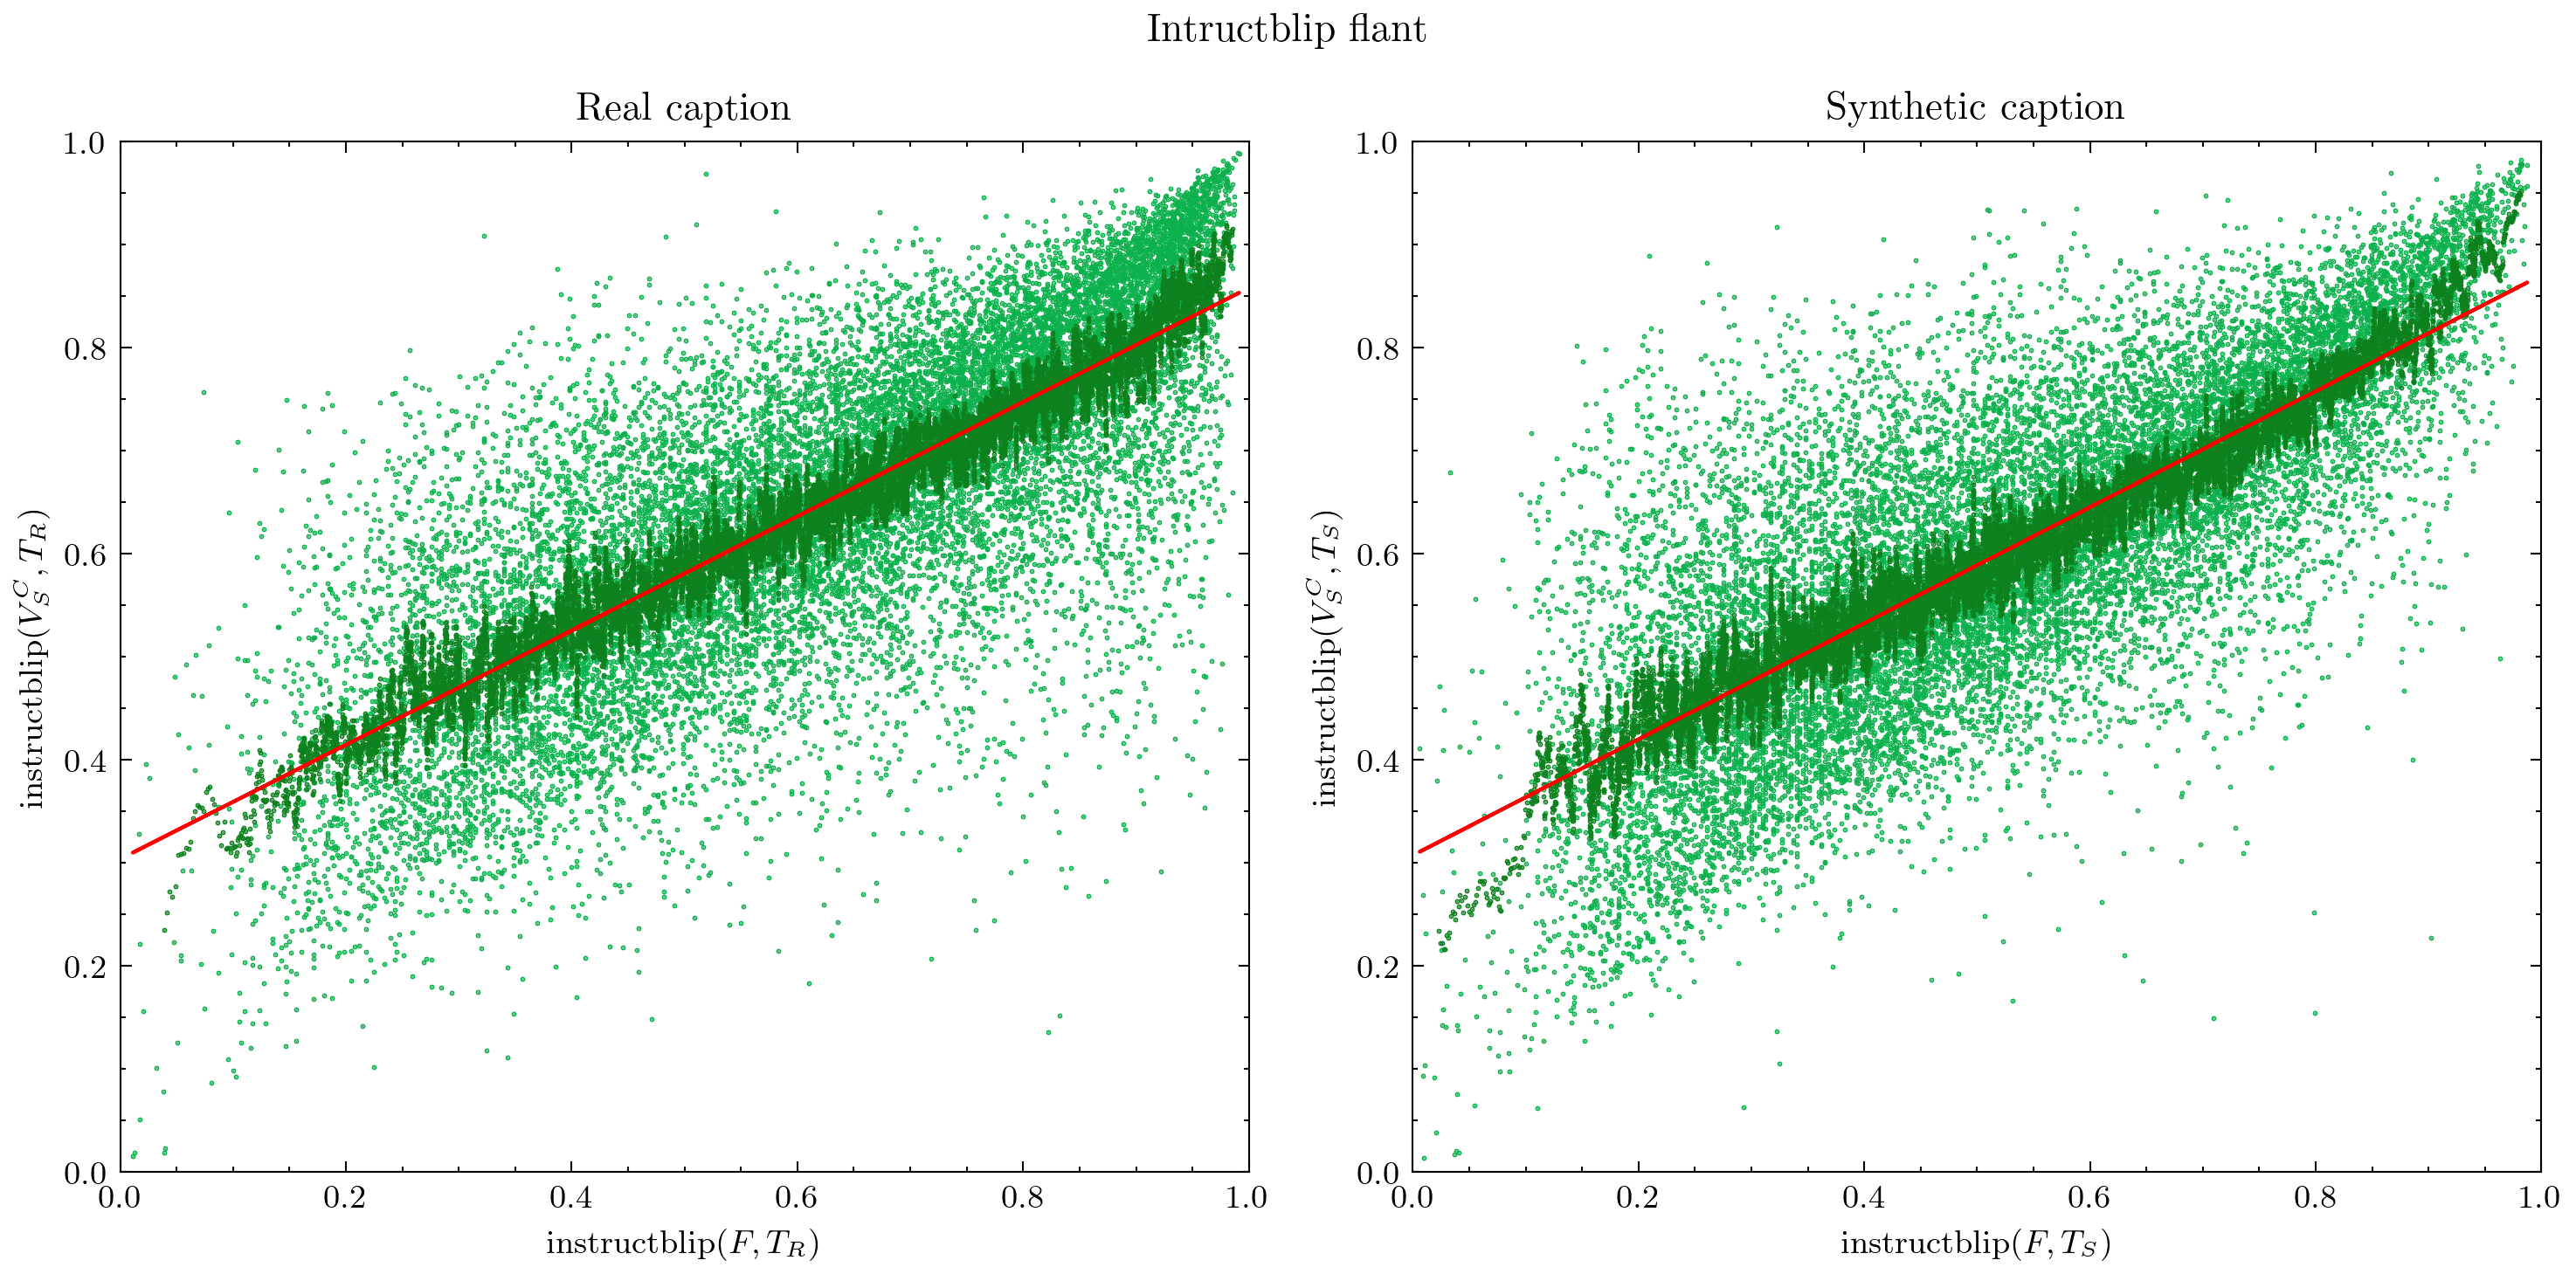 Intructblip flant
Real caption
1.0
0.8
0.6
0.4
0.2
0.0
instructblip(V_S^C, T_R)
0.0 0.2 0.4 0.6 0.8 1.0
instructblip(F, T_R)
Synthetic caption
1.0
0.8
0.6
0.4
0.2
0.0
instructblip(V_S^C, T_S)
0.0 0.2 0.4 0.6 0.8 1.0
instructblip(F, T_S)